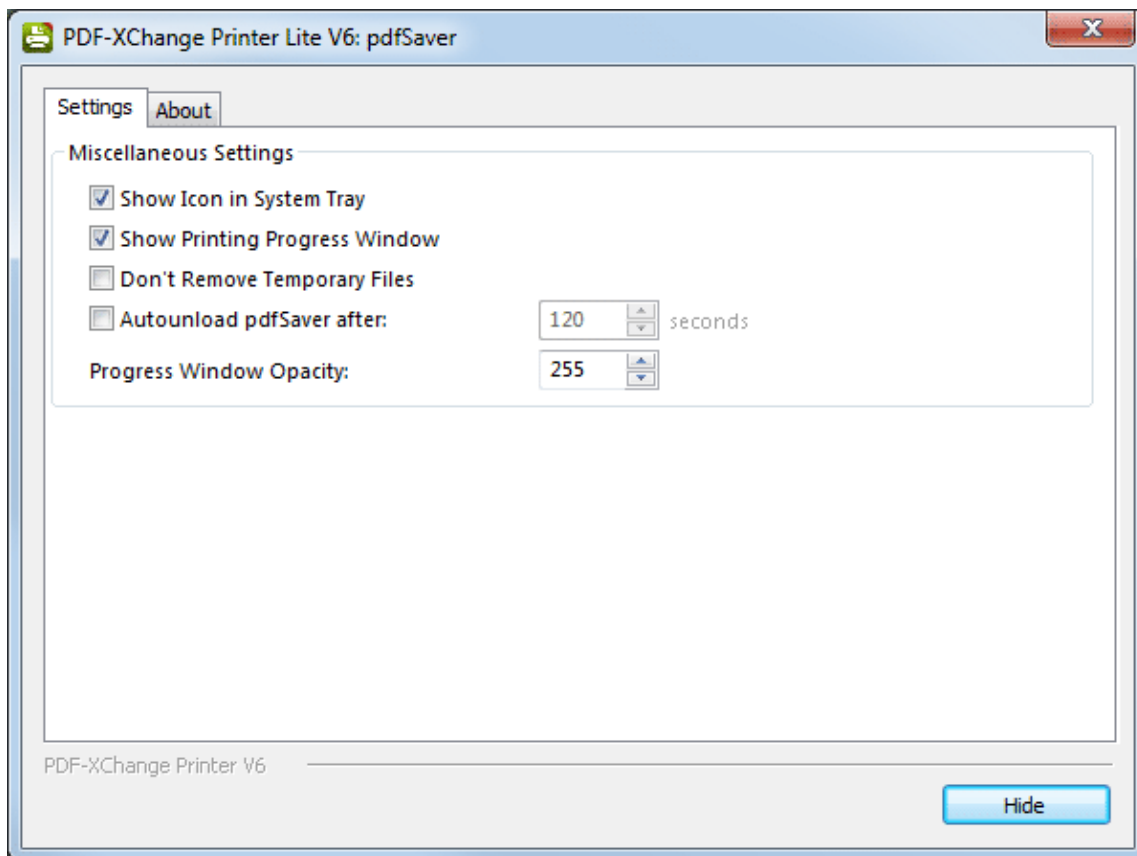 PDF-XChange Printer Lite V6: pdfSaver
Settings About
Miscellaneous Settings
Show Icon in System Tray
Show Printing Progress Window
Don't Remove Temporary Files
Autounload pdfSaver after: 120 seconds
Progress Window Opacity: 255
PDF-XChange Printer V6
Hide